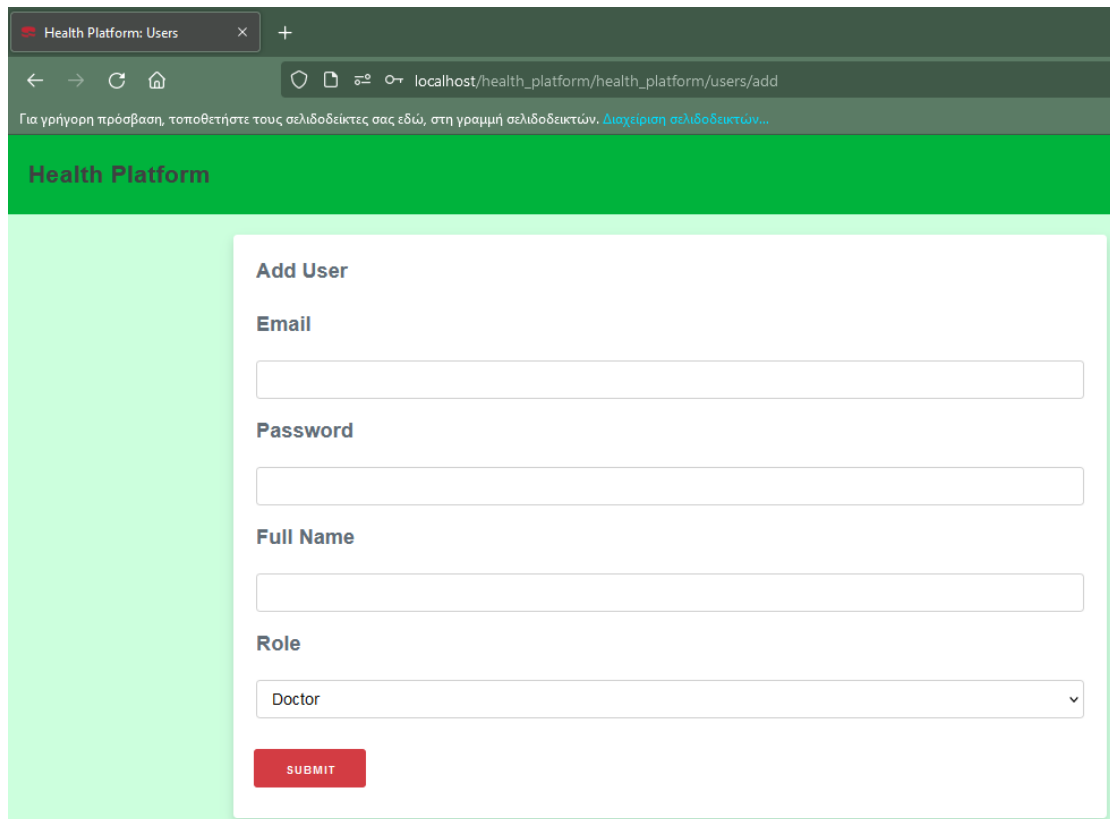 Health Platform: Users
localhost/health_platform/health_platform/users/add
Για γρήγορη πρόσβαση, τοποθετήστε τους σελιδοδείκτες σας εδώ, στη γραμμή σελιδοδεικτών. Διαχείριση σελιδοδεικτών...
Health Platform
Add User
Email
Password
Full Name
Role
Doctor
SUBMIT